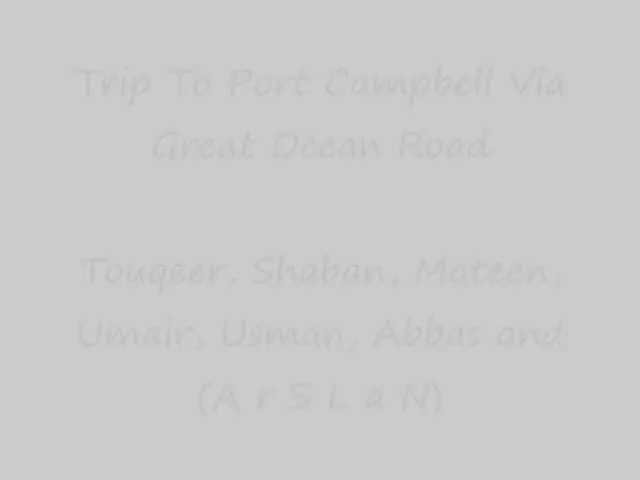 Trip To Port Campbell Via
Great Ocean Road
Touqeer, Shaban, Mateen,
Umair, Usman, Abbas and
(A r S L a N)